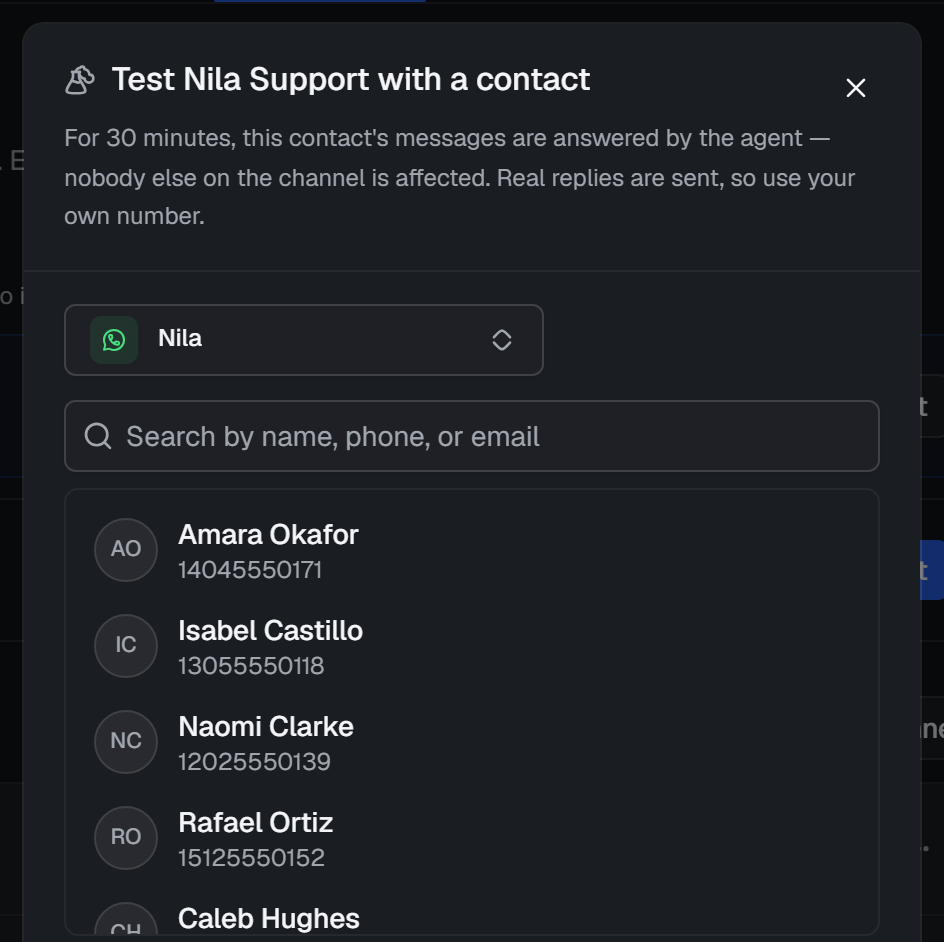 Test Nila Support with a contact
For 30 minutes, this contact's messages are answered by the agent —
nobody else on the channel is affected. Real replies are sent, so use your
own number.
Nila
Search by name, phone, or email
AO
Amara Okafor
14045550171
IC
Isabel Castillo
13055550118
NC
Naomi Clarke
12025550139
RO
Rafael Ortiz
15125550152
CH
Caleb Hughes